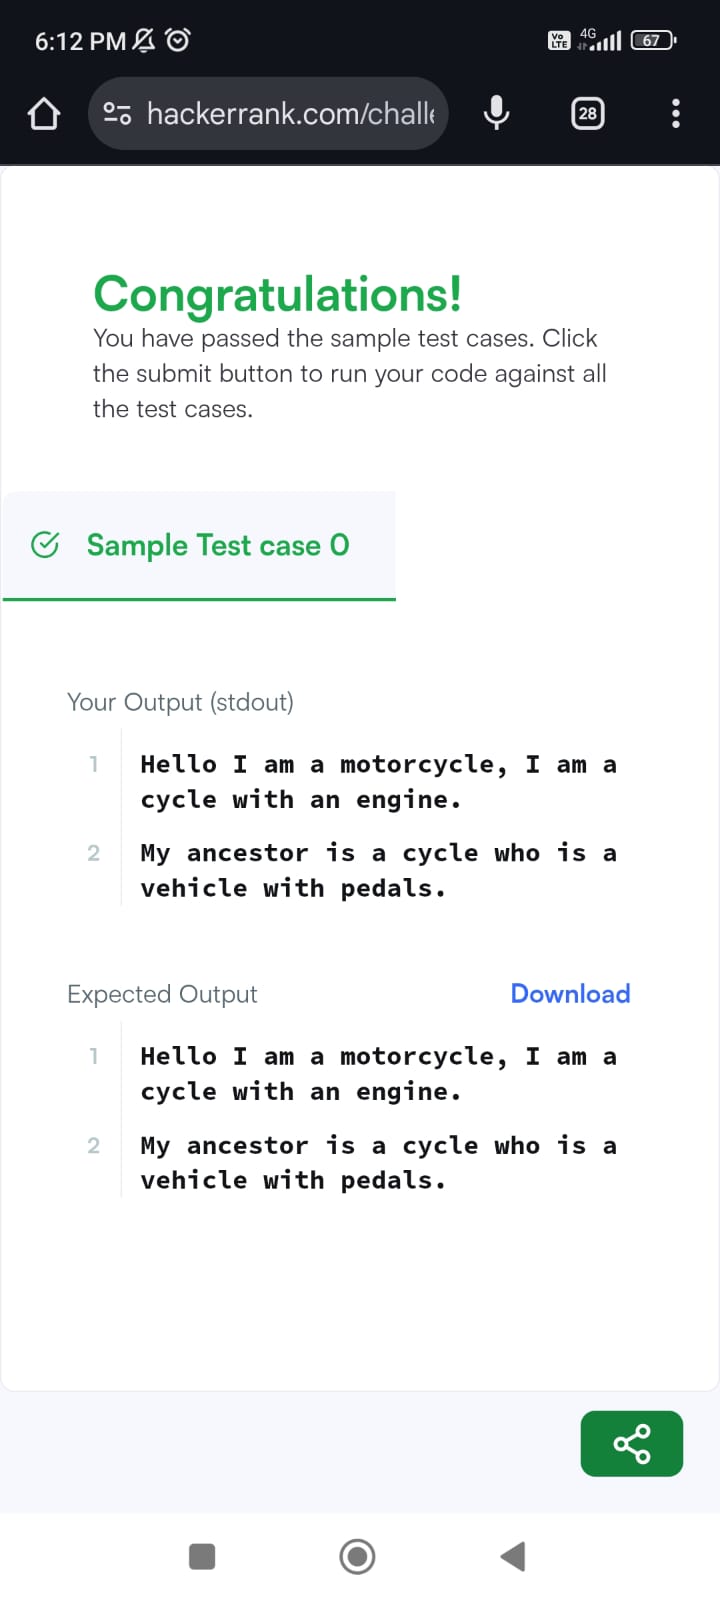 6:12 PM
Vo LTE 4G 67
hackerrank.com/challe
28
Congratulations!
You have passed the sample test cases. Click
the submit button to run your code against all
the test cases.
Sample Test case 0
Your Output (stdout)
1 Hello I am a motorcycle, I am a
cycle with an engine.
2 My ancestor is a cycle who is a
vehicle with pedals.
Expected Output Download
1 Hello I am a motorcycle, I am a
cycle with an engine.
2 My ancestor is a cycle who is a
vehicle with pedals.